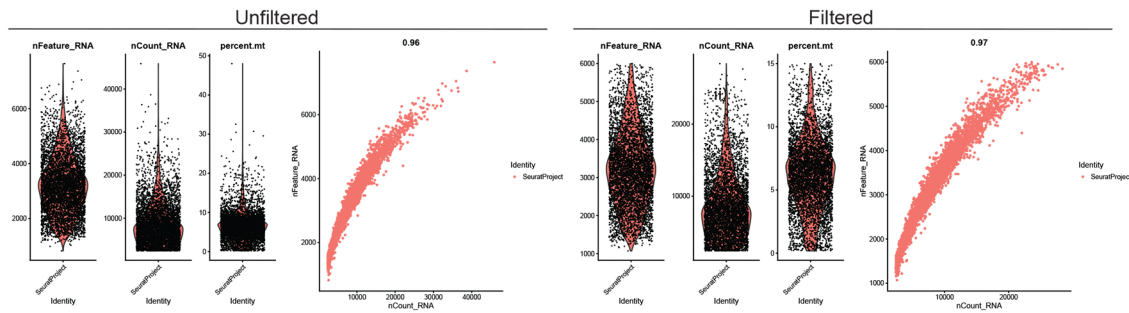 Unfiltered
Filtered
nFeature_RNA
nCount_RNA
percent.mt
0.96
6000
4000
2000
40000
30000
20000
10000
0
50
40
30
20
10
0
SeuratProject
SeuratProject
SeuratProject
Identity
Identity
Identity
nFeature_RNA
6000
4000
2000
10000
20000
30000
40000
nCount_RNA
Identity
SeuratProject
nFeature_RNA
nCount_RNA
percent.mt
0.97
6000
5000
4000
3000
2000
1000
20000
10000
15
10
5
0
SeuratProject
SeuratProject
SeuratProject
Identity
Identity
Identity
nFeature_RNA
6000
5000
4000
3000
2000
1000
10000
20000
nCount_RNA
Identity
SeuratProject